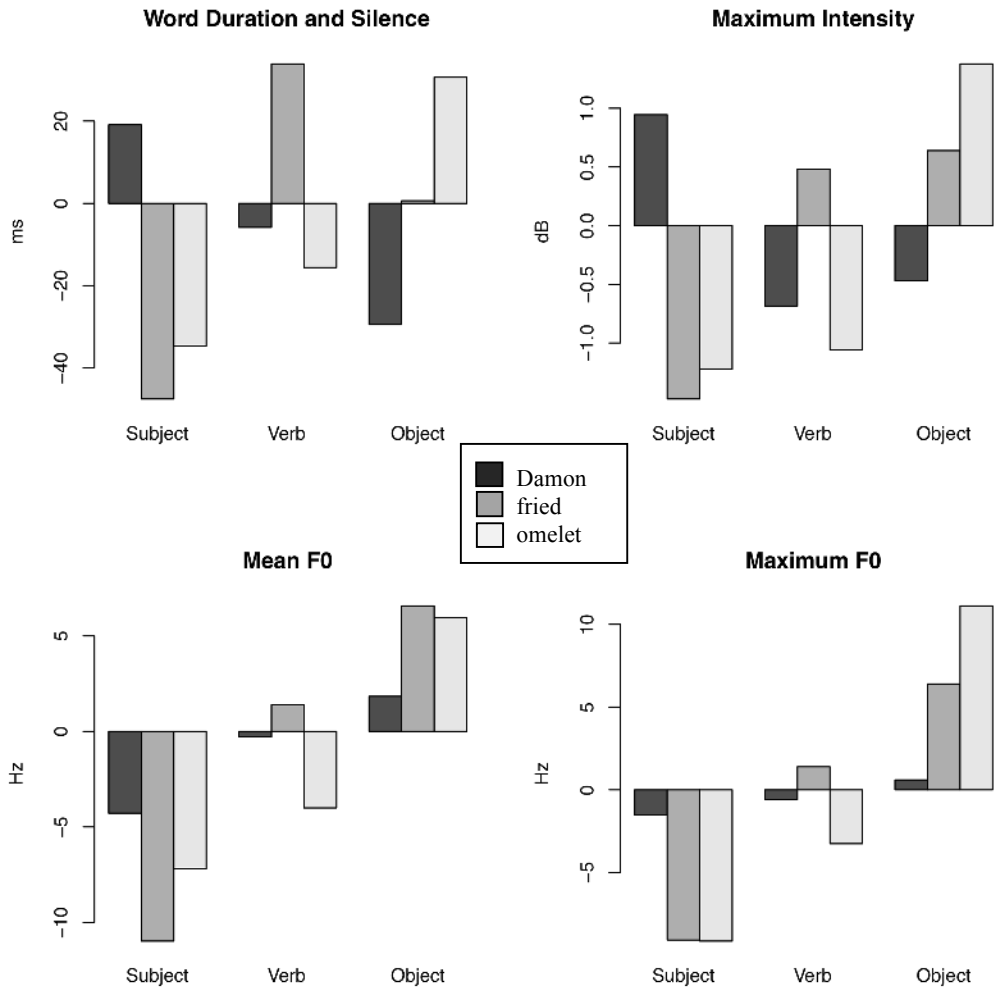 Word Duration and Silence
ms
20
0
−20
−40
Subject Verb Object
Maximum Intensity
dB
1.0
0.5
0.0
−0.5
−1.0
Subject Verb Object
Damon
fried
omelet
Mean F0
Hz
5
0
−5
−10
Subject Verb Object
Maximum F0
Hz
10
5
0
−5
Subject Verb Object